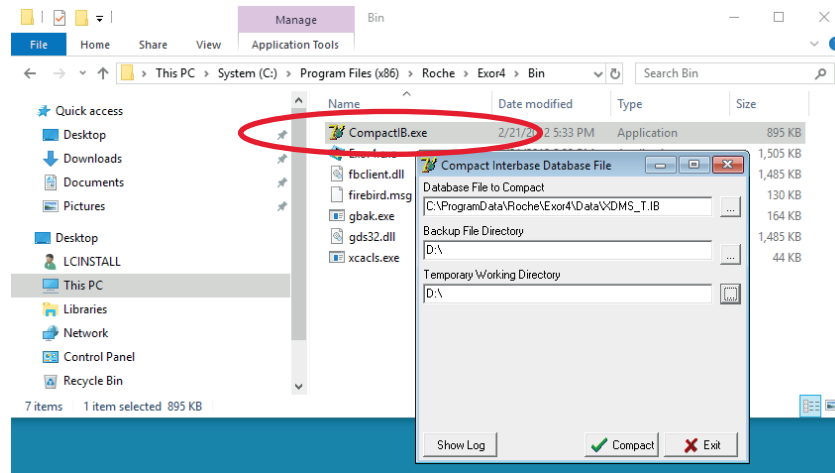 Manage
Bin
File
Home
Share
View
Application Tools
This PC > System (C:) > Program Files (x86) > Roche > Exor4 > Bin
Search Bin
Quick access
Desktop
Downloads
Documents
Pictures
Desktop
LCINSTALL
This PC
Libraries
Network
Control Panel
Recycle Bin
Name
Date modified
Type
Size
CompactIB.exe
2/21/2012 5:33 PM
Application
895 KB
1,505 KB
fbclient.dll
1,485 KB
firebird.msg
130 KB
gbak.exe
164 KB
gds32.dll
1,485 KB
xcacls.exe
44 KB
Compact Interbase Database File
Database File to Compact
C:\ProgramData\Roche\Exor4\Data\XDMS_T.IB
...
Backup File Directory
D:\
...
Temporary Working Directory
D:\
...
Show Log
Compact
Exit
7 items
1 item selected 895 KB